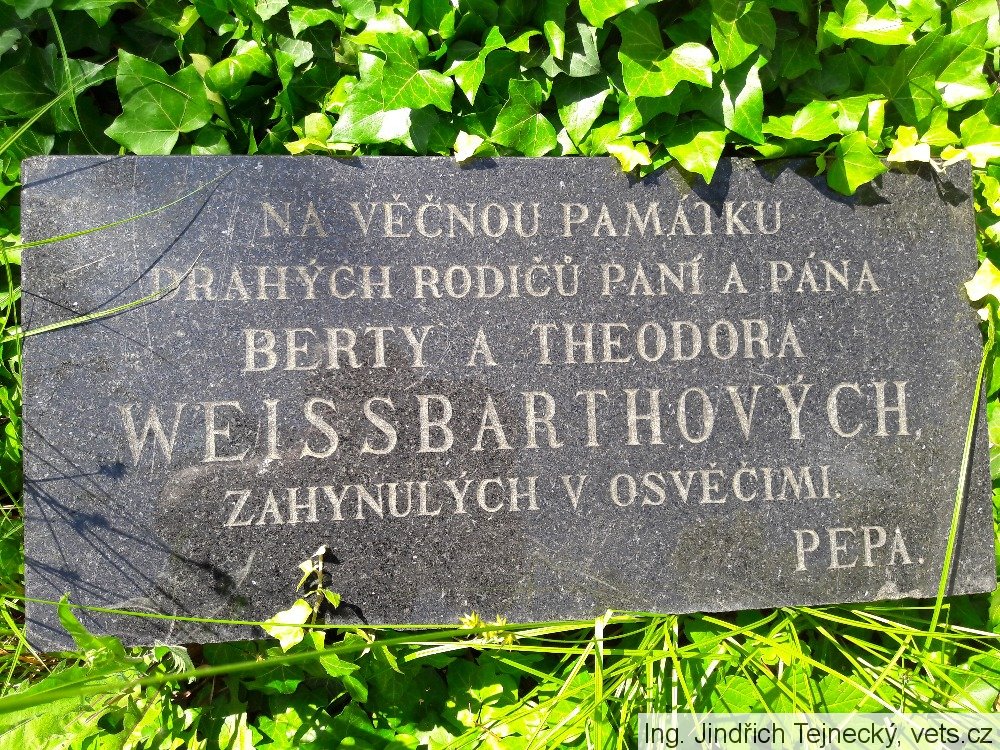 NA VĚČNOU PAMÁTKU
DRAHÝCH RODIČŮ PANÍ A PÁNA
BERTY A THEODORA
WEISSBARTHOVÝCH,
ZAHYNULÝCH V OSVĚČIMI.
PEPA.
Ing. Jindřich Tejnecký, vets.cz